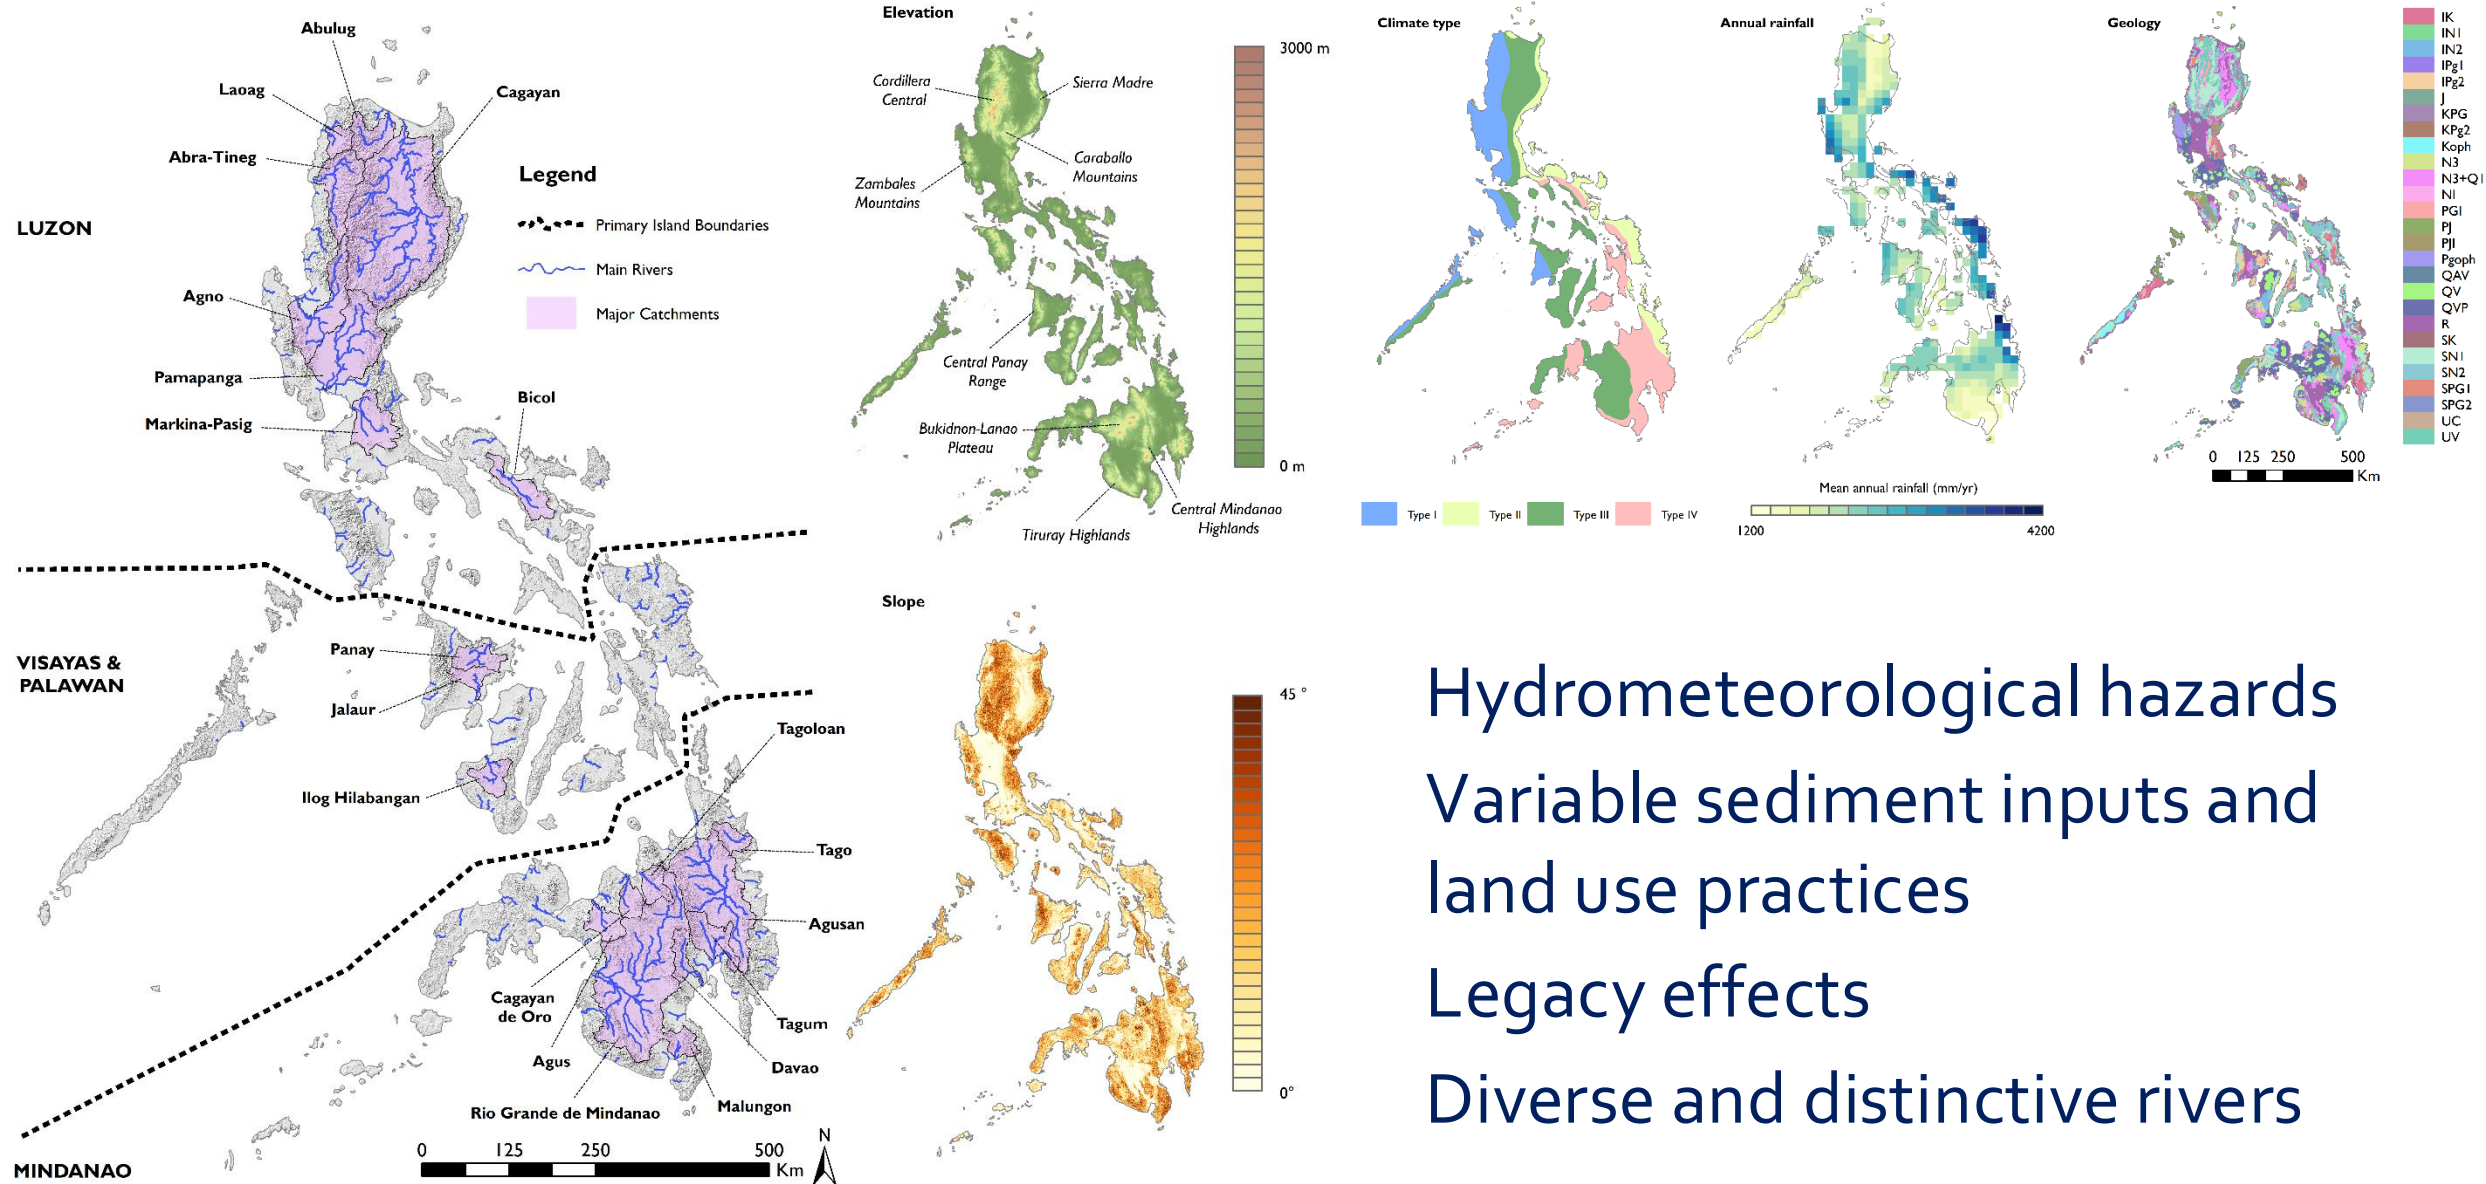 Abulug
Laoag
Cagayan
Abra-Tineg
LUZON
Agno
Pamapanga
Markina-Pasig
Bicol
Legend
Primary Island Boundaries
Main Rivers
Major Catchments
VISAYAS &
PALAWAN
Panay
Jalaur
Ilog Hilabangan
Tagoloan
Tago
Agusan
Cagayan
de Oro
Tagum
Agus
Davao
Rio Grande de Mindanao
Malungon
MINDANAO
0 125 250 500
Km
N
Elevation
Cordillera
Central
Sierra Madre
Caraballo
Mountains
Zambales
Mountains
Central Panay
Range
Bukidnon-Lanao
Plateau
Central Mindanao
Highlands
Tiruray Highlands
3000 m
0 m
Slope
45 °
0°
Climate type
Type I
Type II
Type III
Type IV
Annual rainfall
Mean annual rainfall (mm/yr)
1200 4200
Geology
IK
IN1
IN2
IPg1
IPg2
J
KPG
KPg2
Koph
N3
N3+Q1
NI
PG1
PJ
PJI
Pgoph
QAV
QV
QVP
R
SK
SN1
SN2
SPG1
SPG2
UC
UV
0 125 250 500
Km
Hydrometeorological hazards
Variable sediment inputs and
land use practices
Legacy effects
Diverse and distinctive rivers